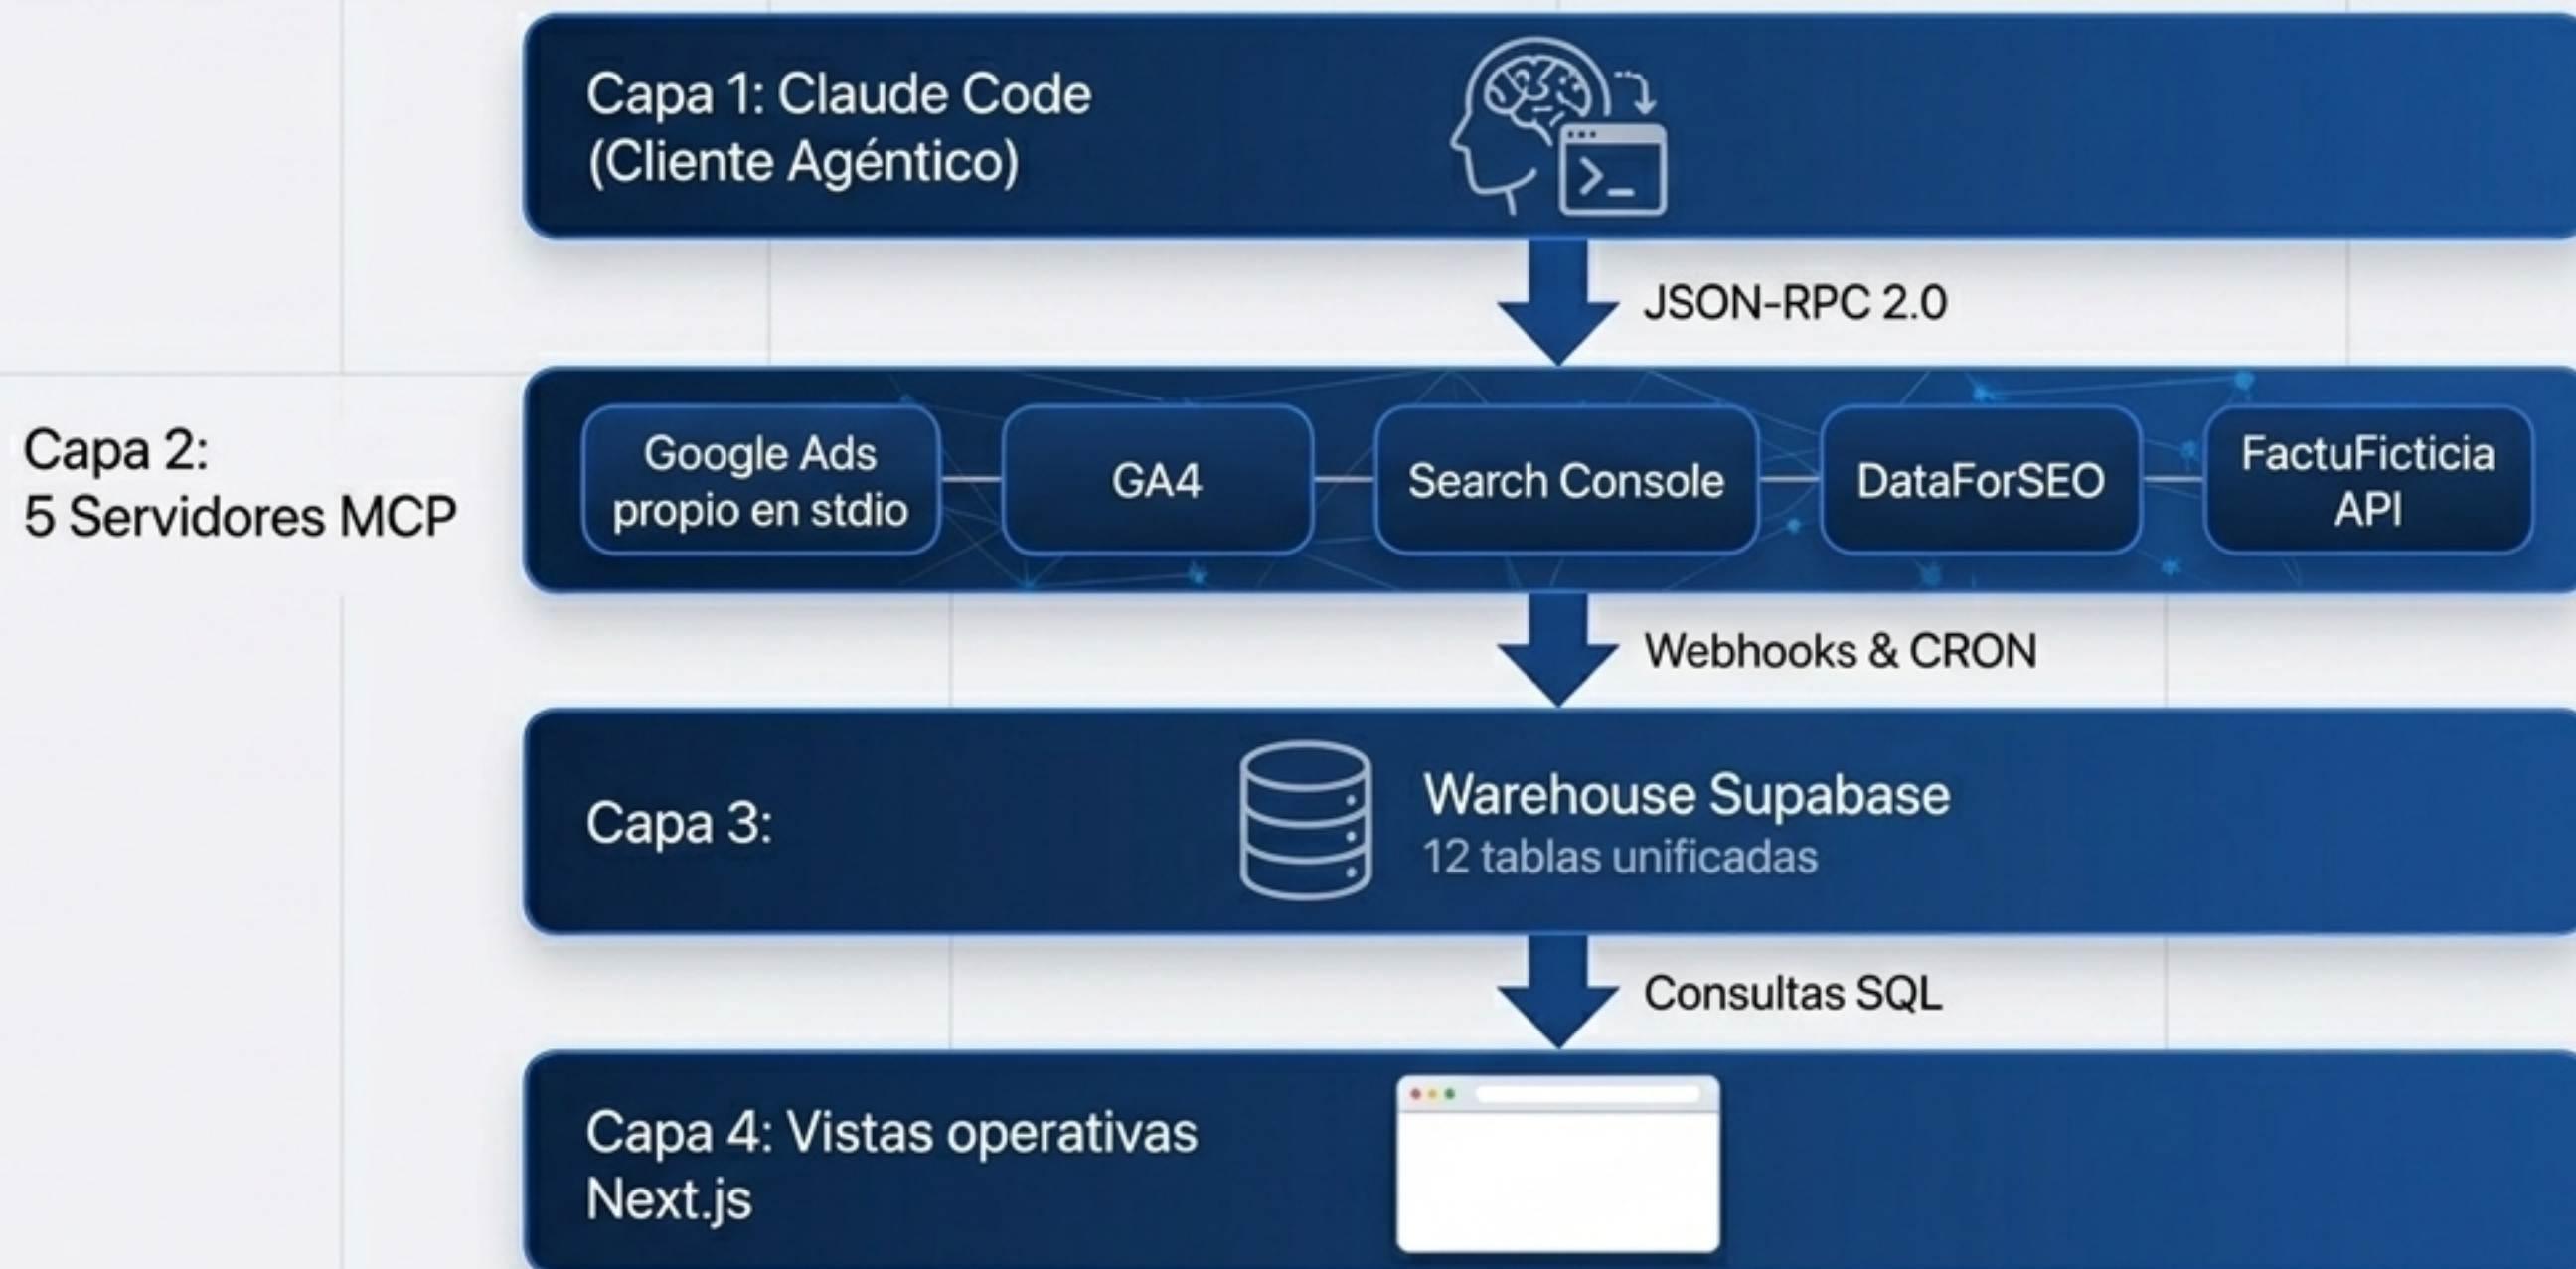 Capa 1: Claude Code
(Cliente Agéntico)
>_
JSON-RPC 2.0
Capa 2:
5 Servidores MCP
Google Ads
propio en stdio
GA4
Search Console
DataForSEO
FactuFicticia
API
Webhooks & CRON
Capa 3:
Warehouse Supabase
12 tablas unificadas
Consultas SQL
Capa 4: Vistas operativas
Next.js